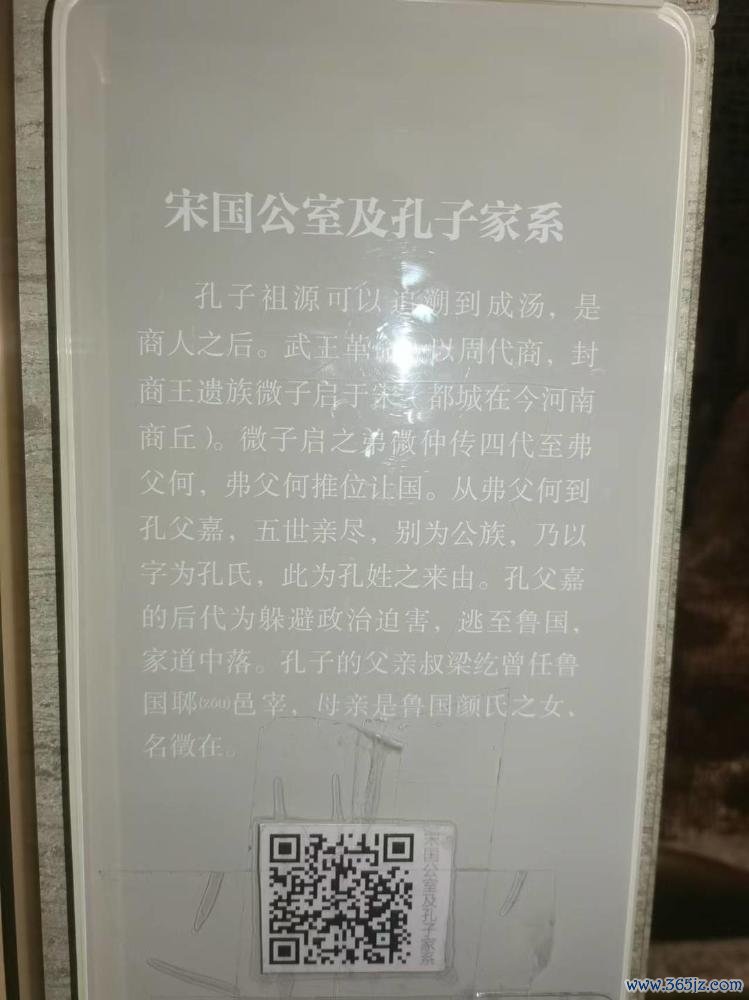 宋国公室及孔子家系
孔子祖源可以追溯到成汤，是
商人之后。武王革 以周代商，封
商王遗族微子启于宋 都城在今河南
商丘）。微子启之弟微仲传四代至弗
父何，弗父何推位让国。从弗父何到
孔父嘉，五世亲尽，别为公族，乃以
字为孔氏，此为孔姓之来由。孔父嘉
的后代为躲避政治迫害，逃至鲁国，
家道中落。孔子的父亲叔梁纥曾任鲁
国郰(zōu)邑宰，母亲是鲁国颜氏之女、
名徵在。
宋国公室及孔子家系
www.365jz.com